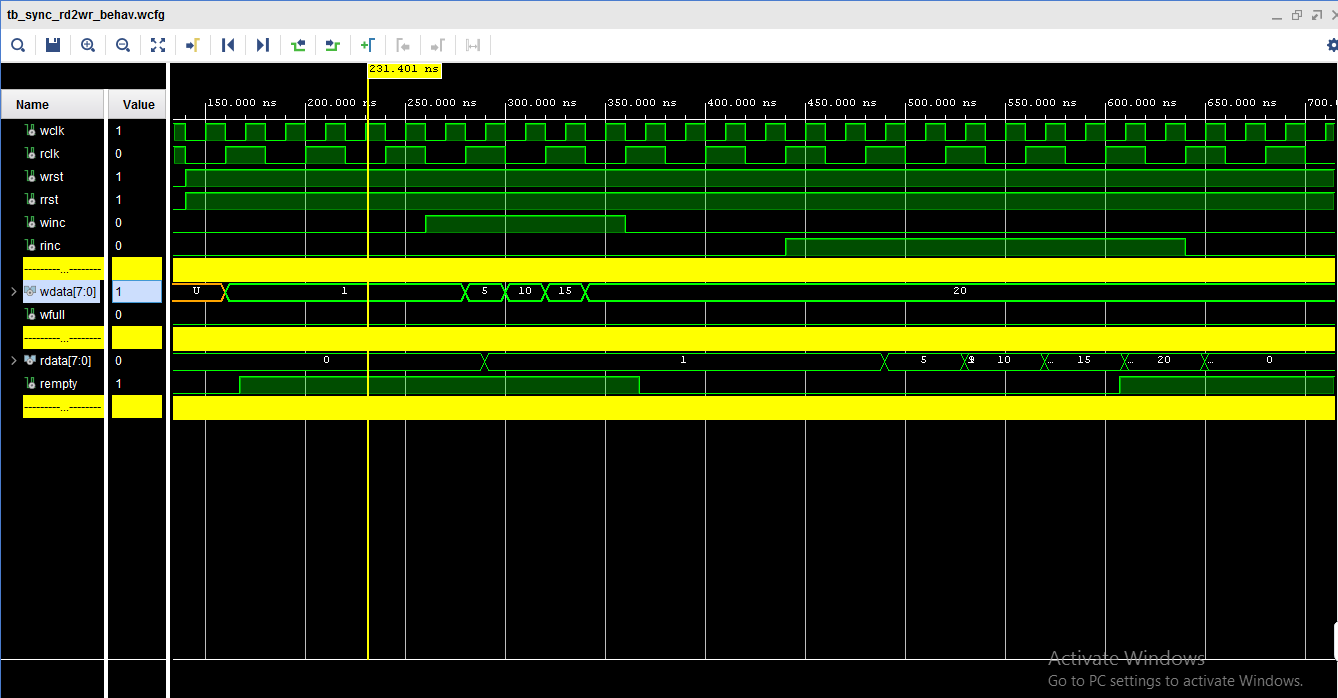 tb_sync_rd2wr_behav.wcfg
231.401 ns
Name Value
150.000 ns 200.000 ns 250.000 ns 300.000 ns 350.000 ns 400.000 ns 450.000 ns 500.000 ns 550.000 ns 600.000 ns 650.000 ns 700.
wclk 1
rclk 0
wrst 1
rrst 1
winc 0
rinc 0
---------...--------
wdata[7:0] 1 U 1 5 10 15 20
wfull 0
---------...--------
rdata[7:0] 0 0 1 5 10 ... 15 ... 20 ... 0
rempty 1
---------...--------
Activate Windows
Go to PC settings to activate Windows.